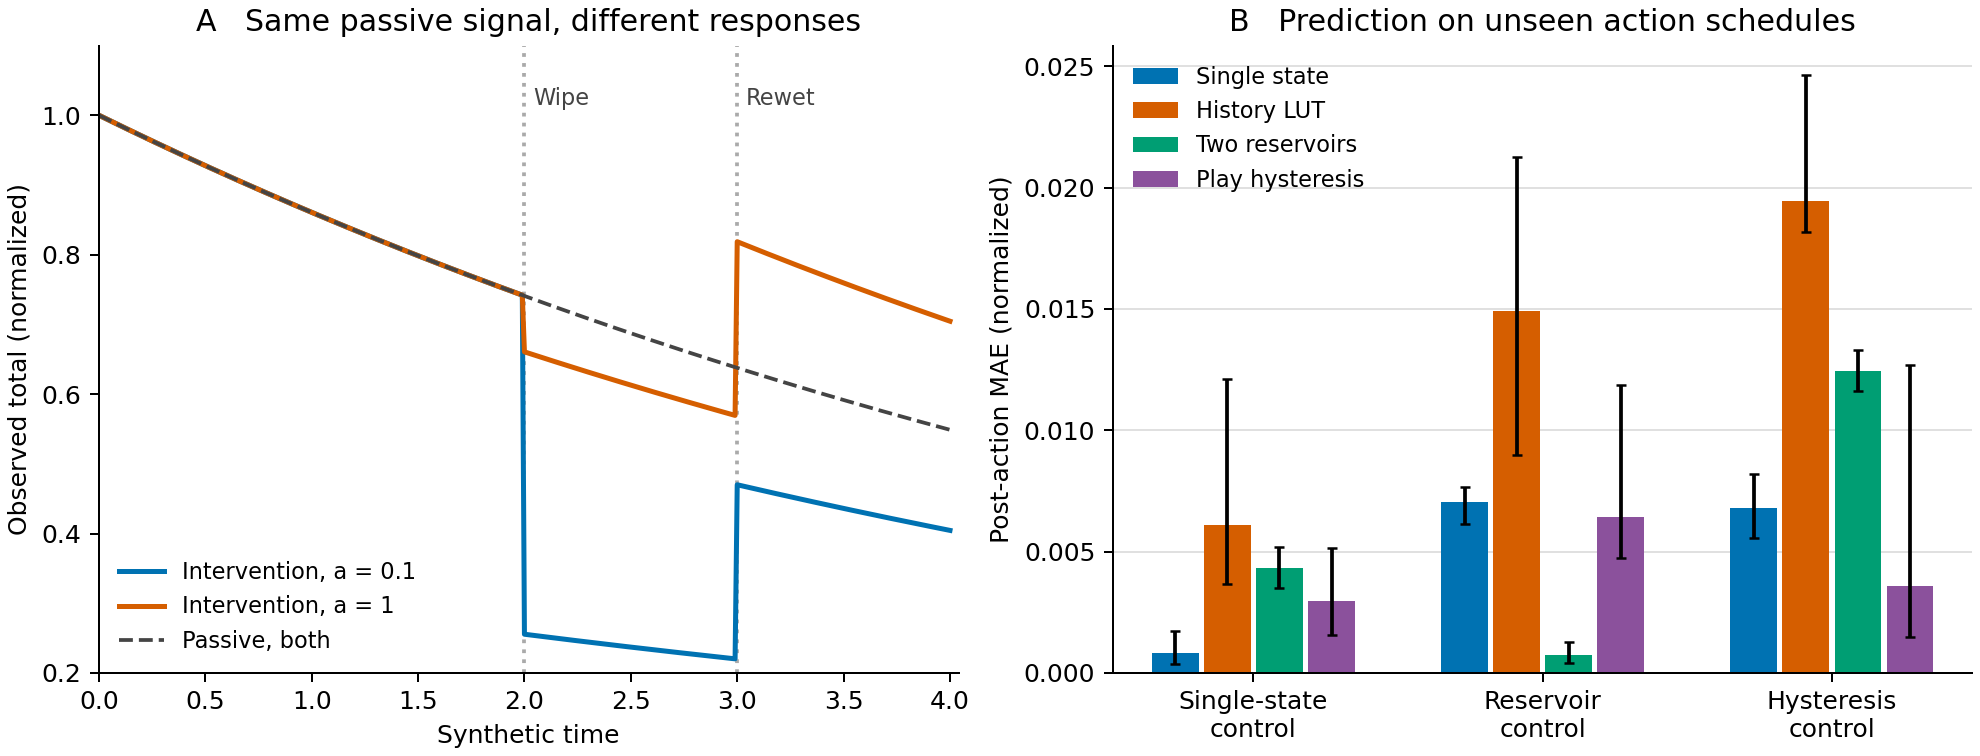 A Same passive signal, different responses
Observed total (normalized)
1.0
0.8
0.6
0.4
0.2
Wipe
Rewet
Intervention, a = 0.1
Intervention, a = 1
Passive, both
0.0 0.5 1.0 1.5 2.0 2.5 3.0 3.5 4.0
Synthetic time
B Prediction on unseen action schedules
Post-action MAE (normalized)
0.025
0.020
0.015
0.010
0.005
0.000
Single state
History LUT
Two reservoirs
Play hysteresis
Single-state
control
Reservoir
control
Hysteresis
control